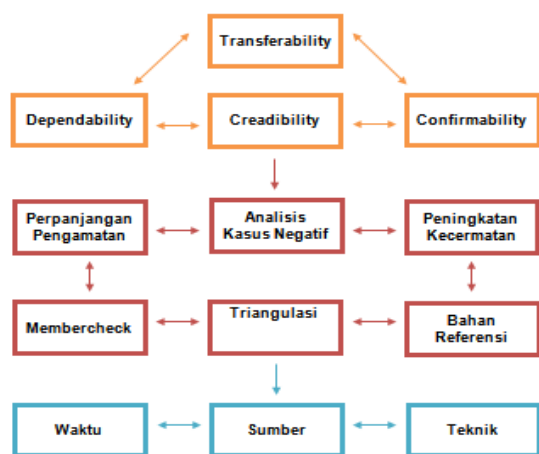 Transferability
Dependability
Creadibility
Confirmability
Perpanjangan
Pengamatan
Analisis
Kasus Negatif
Peningkatan
Kecermatan
Membercheck
Triangulasi
Bahan
Referensi
Waktu
Sumber
Teknik